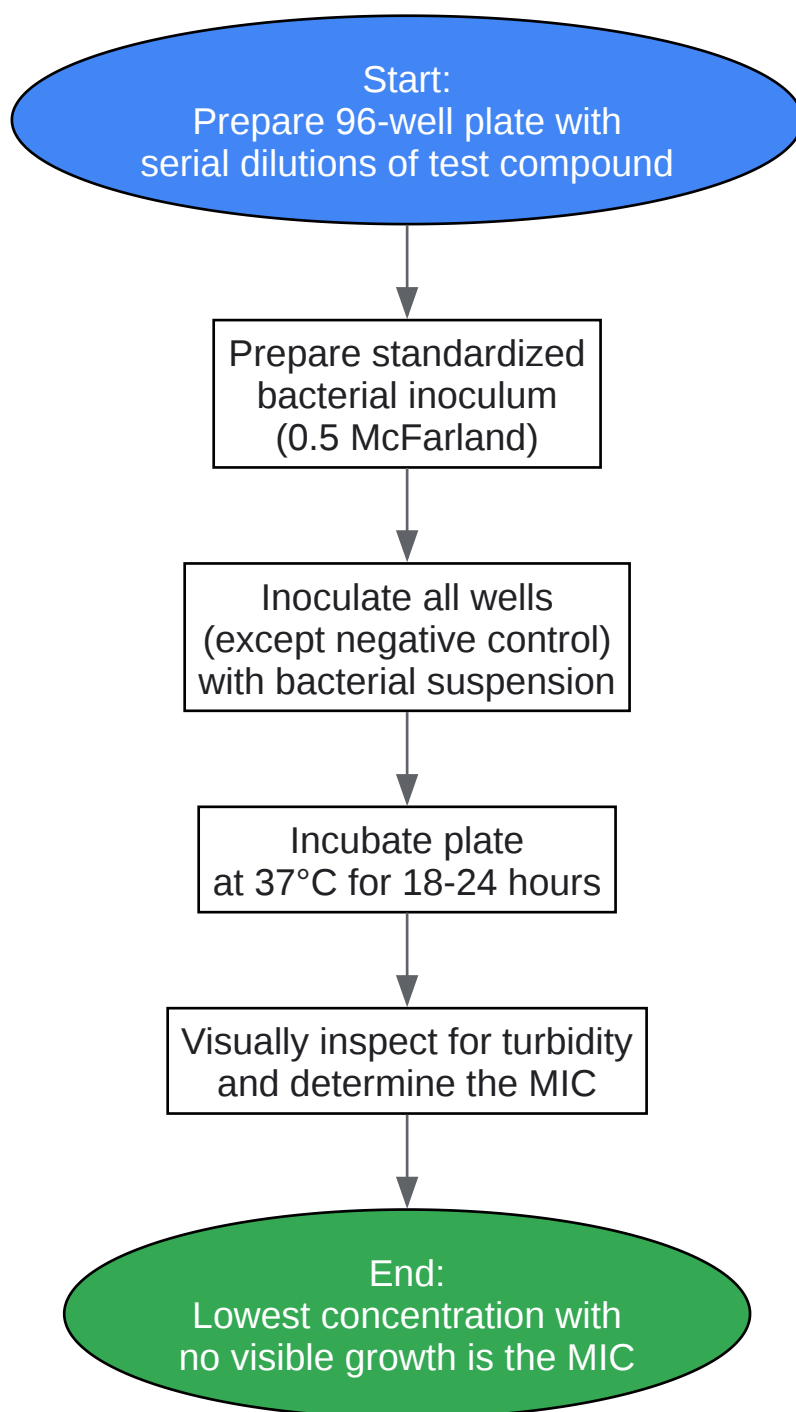 Start:
Prepare 96-well plate with
serial dilutions of test compound
Prepare standardized
bacterial inoculum
(0.5 McFarland)
Inoculate all wells
(except negative control)
with bacterial suspension
Incubate plate
at 37°C for 18-24 hours
Visually inspect for turbidity
and determine the MIC
End:
Lowest concentration with
no visible growth is the MIC